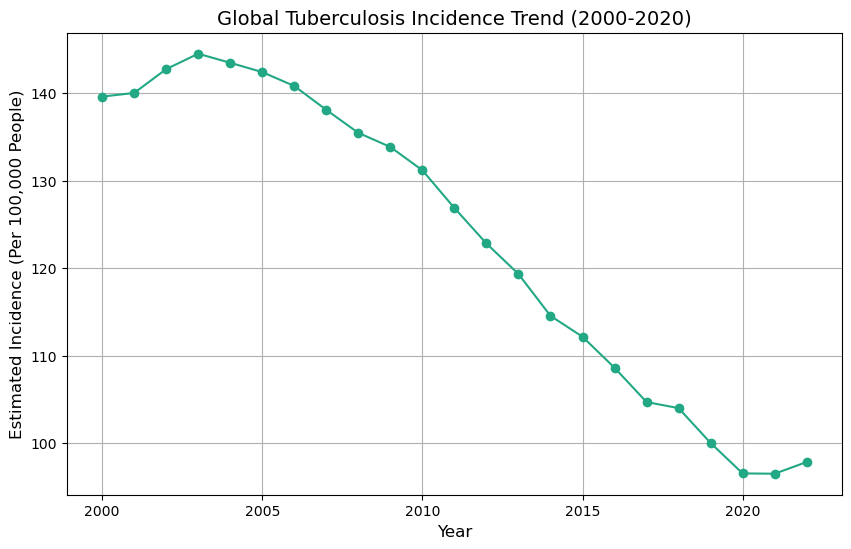 Global Tuberculosis Incidence Trend (2000-2020)
Estimated Incidence (Per 100,000 People)
140
130
120
110
100
2000 2005 2010 2015 2020
Year